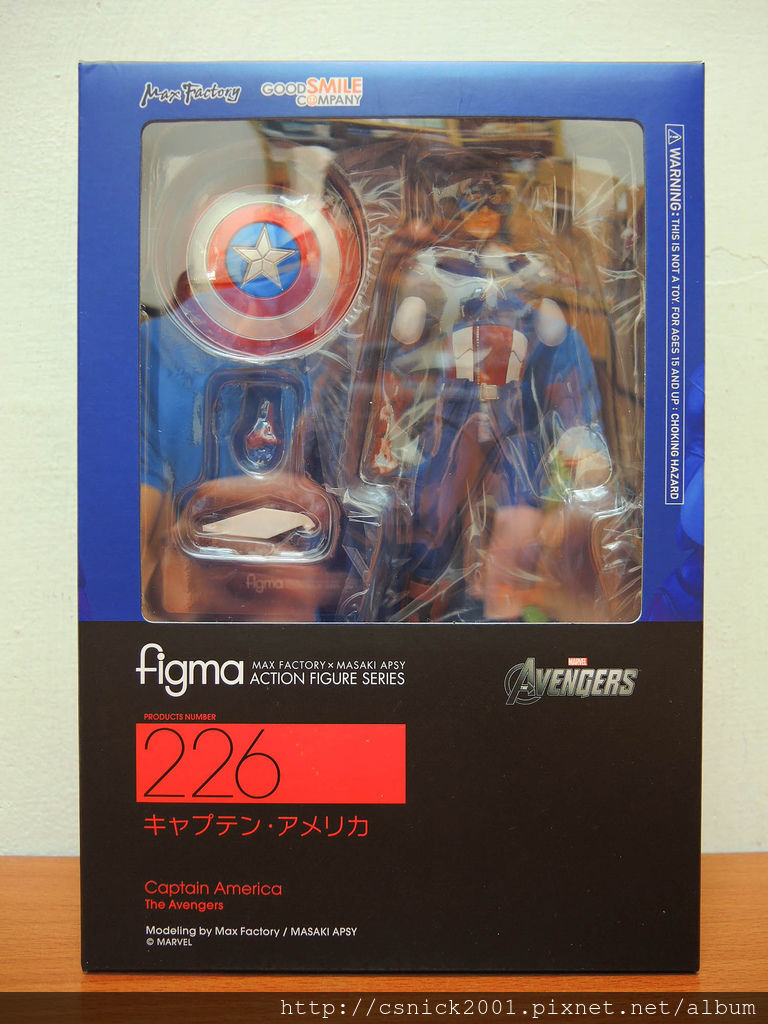 Max Factory
GOOD SMILE
COMPANY
WARNING: THIS IS NOT A TOY. FOR AGES 15 AND UP : CHOKING HAZARD
figma
figma
MAX FACTORY × MASAKI APSY
ACTION FIGURE SERIES
MARVEL
THE AVENGERS
PRODUCTS NUMBER
226
キャプテン・アメリカ
Captain America
The Avengers
Modeling by Max Factory / MASAKI APSY
© MARVEL
http://csnick2001.pixnet.net/album